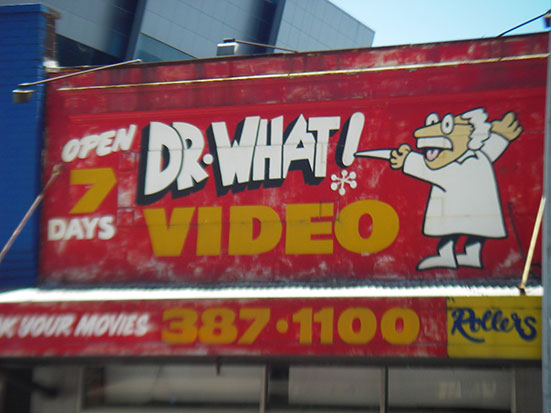 OPEN
7
DAYS
DR·WHAT!
VIDEO
YOUR MOVIES 387·1100
Rollers